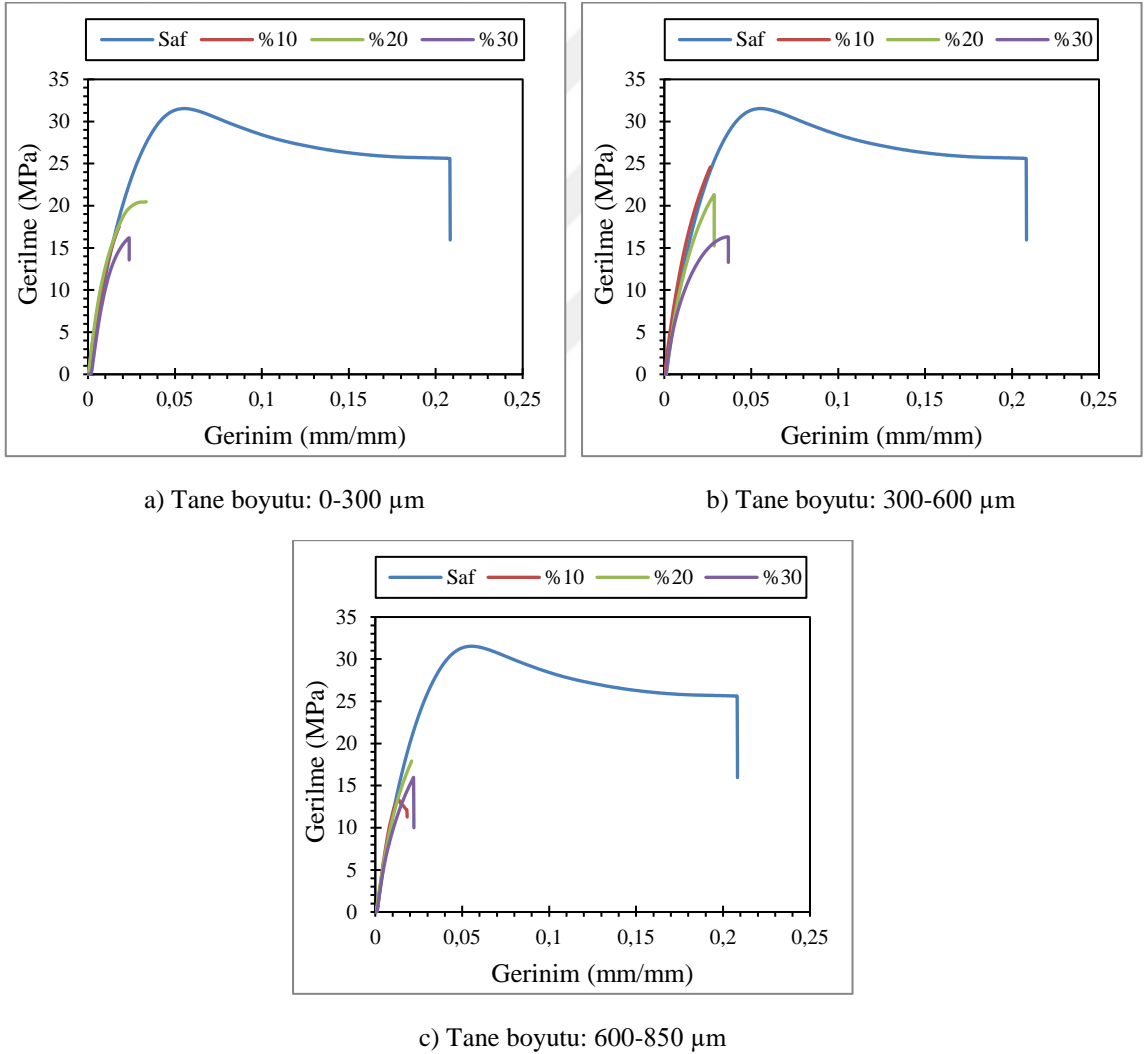 Saf %10 %20 %30
35
30
25
20
15
10
5
0
Gerilme (MPa)
0 0,05 0,1 0,15 0,2 0,25
Gerinim (mm/mm)
a) Tane boyutu: 0-300 µm
Saf %10 %20 %30
35
30
25
20
15
10
5
0
Gerilme (MPa)
0 0,05 0,1 0,15 0,2 0,25
Gerinim (mm/mm)
b) Tane boyutu: 300-600 µm
Saf %10 %20 %30
35
30
25
20
15
10
5
0
Gerilme (MPa)
0 0,05 0,1 0,15 0,2 0,25
Gerinim (mm/mm)
c) Tane boyutu: 600-850 µm